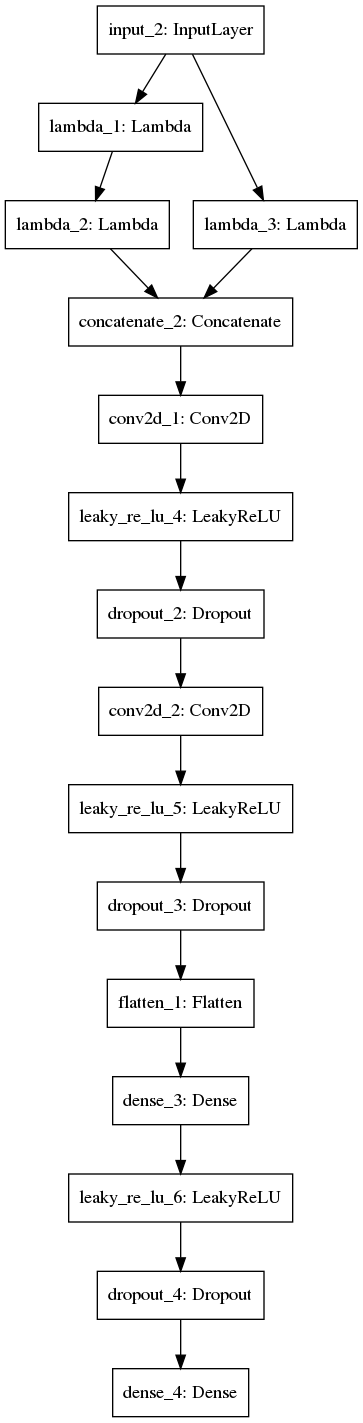 input_2: InputLayer
lambda_1: Lambda
lambda_2: Lambda
lambda_3: Lambda
concatenate_2: Concatenate
conv2d_1: Conv2D
leaky_re_lu_4: LeakyReLU
dropout_2: Dropout
conv2d_2: Conv2D
leaky_re_lu_5: LeakyReLU
dropout_3: Dropout
flatten_1: Flatten
dense_3: Dense
leaky_re_lu_6: LeakyReLU
dropout_4: Dropout
dense_4: Dense